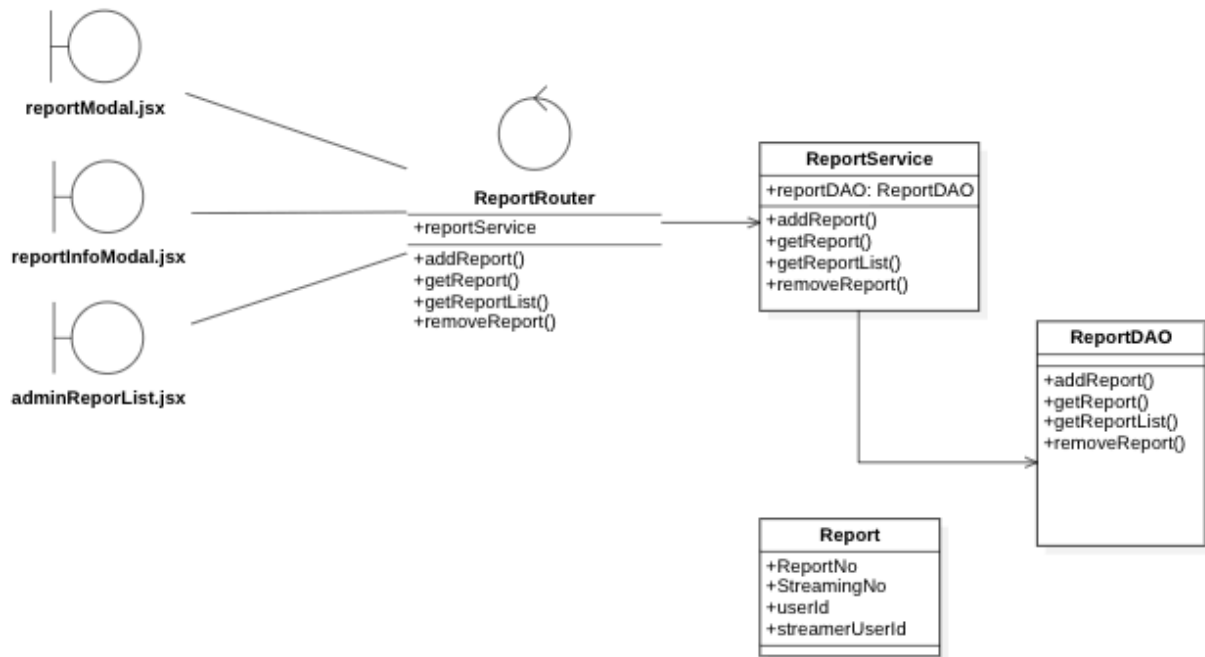 reportModal.jsx
reportInfoModal.jsx
adminReporList.jsx
ReportRouter
+reportService
+addReport()
+getReport()
+getReportList()
+removeReport()
ReportService
+reportDAO: ReportDAO
+addReport()
+getReport()
+getReportList()
+removeReport()
ReportDAO
+addReport()
+getReport()
+getReportList()
+removeReport()
Report
+ReportNo
+StreamingNo
+userId
+streamerUserId